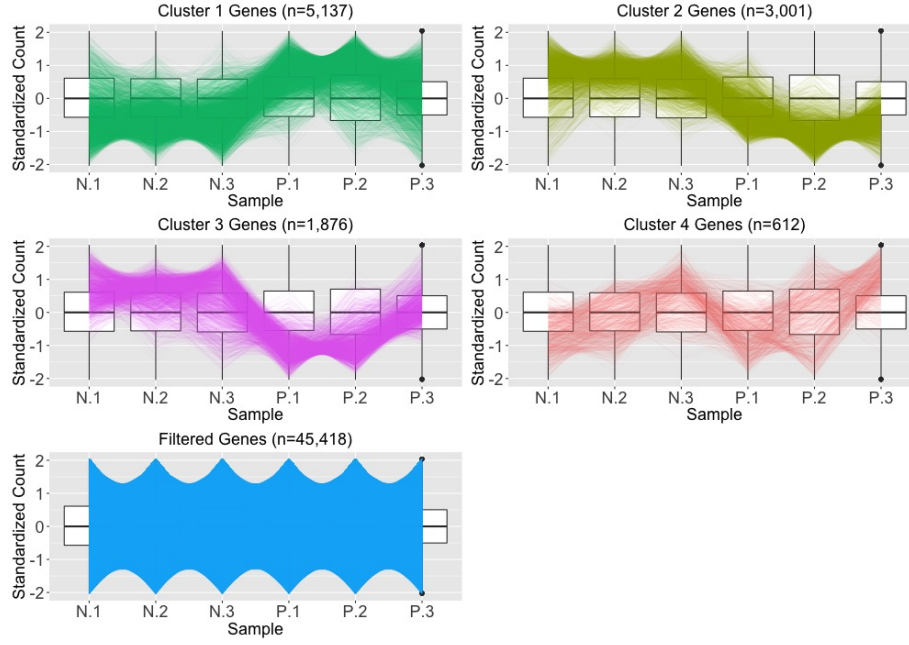 Cluster 1 Genes (n=5,137)
Standardized Count
2
1
0
-1
-2
N.1 N.2 N.3 P.1 P.2 P.3
Sample
Cluster 2 Genes (n=3,001)
Standardized Count
2
1
0
-1
-2
N.1 N.2 N.3 P.1 P.2 P.3
Sample
Cluster 3 Genes (n=1,876)
Standardized Count
2
1
0
-1
-2
N.1 N.2 N.3 P.1 P.2 P.3
Sample
Cluster 4 Genes (n=612)
Standardized Count
2
1
0
-1
-2
N.1 N.2 N.3 P.1 P.2 P.3
Sample
Filtered Genes (n=45,418)
Standardized Count
2
1
0
-1
-2
N.1 N.2 N.3 P.1 P.2 P.3
Sample